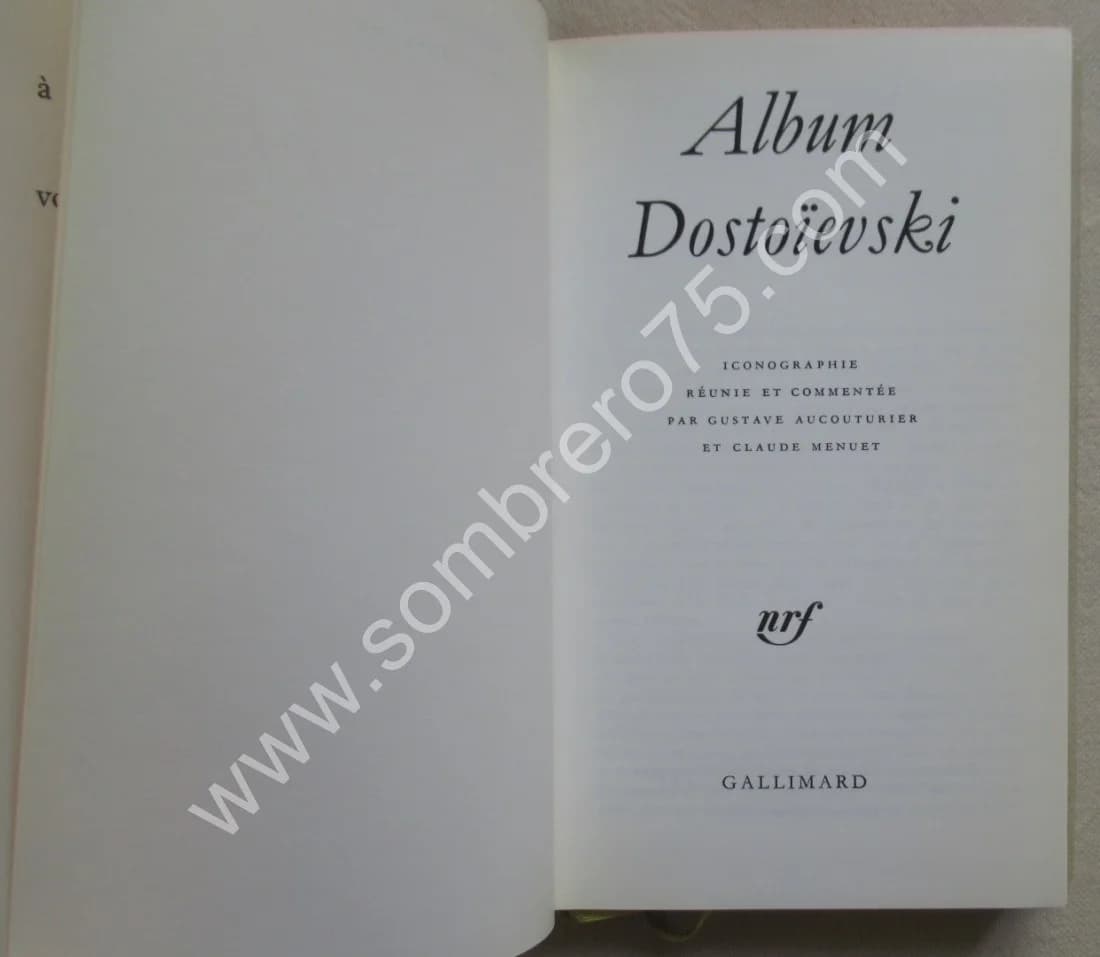 à
Album
Dostoïevski
ICONOGRAPHIE
RÉUNIE ET COMMENTÉE
PAR GUSTAVE AUCOUTURIER
ET CLAUDE MENUET
nrf
GALLIMARD
www.sombrero75.com